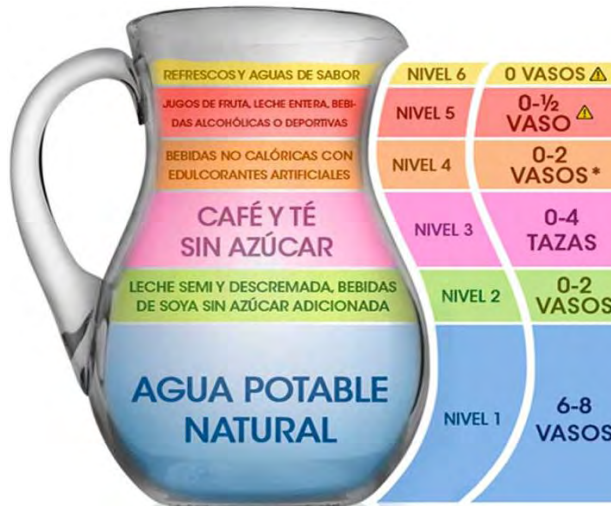 REFRESCOS Y AGUAS DE SABOR
NIVEL 6
0 VASOS
JUGOS DE FRUTA, LECHE ENTERA, BEBI-
DAS ALCOHÓLICAS O DEPORTIVAS
NIVEL 5
0-½
VASO
BEBIDAS NO CALÓRICAS CON
EDULCORANTES ARTIFICIALES
NIVEL 4
0-2
VASOS*
CAFÉ Y TÉ
SIN AZÚCAR
NIVEL 3
0-4
TAZAS
LECHE SEMI Y DESCREMADA, BEBIDAS
DE SOYA SIN AZÚCAR ADICIONADA
NIVEL 2
0-2
VASOS
AGUA POTABLE
NATURAL
NIVEL 1
6-8
VASOS